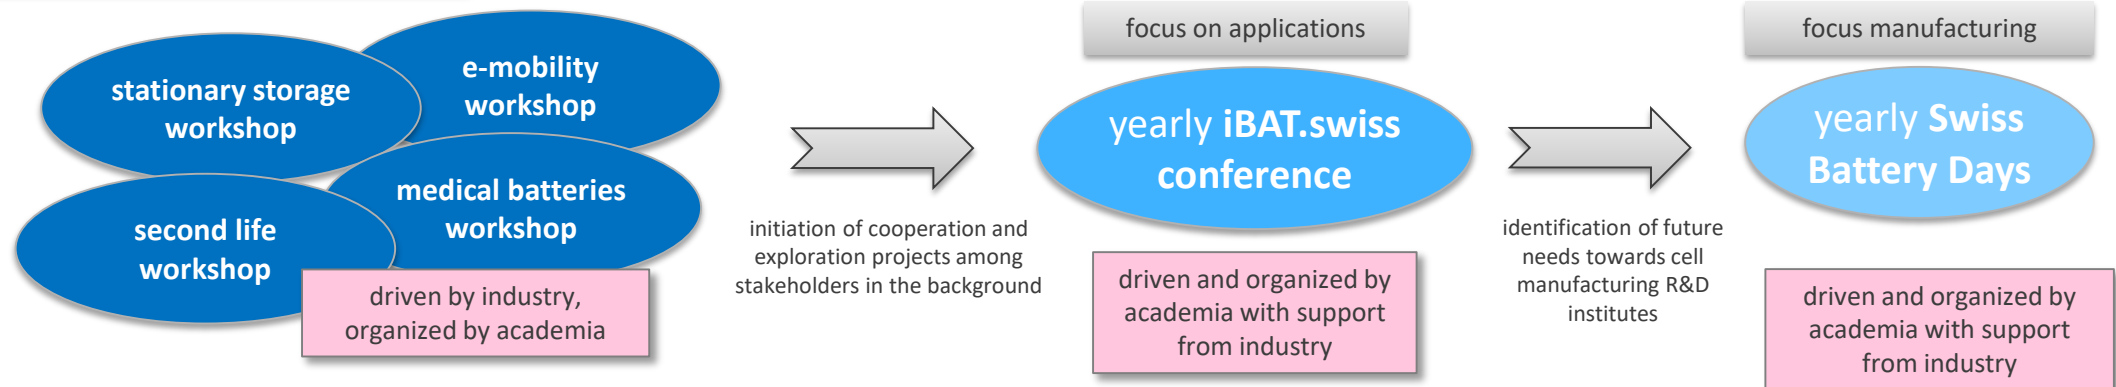 stationary storage
workshop
e-mobility
workshop
second life
workshop
medical batteries
workshop
driven by industry,
organized by academia
initiation of cooperation and
exploration projects among
stakeholders in the background
focus on applications
yearly iBAT.swiss
conference
driven and organized by
academia with support
from industry
identification of future
needs towards cell
manufacturing R&D
institutes
focus manufacturing
yearly Swiss
Battery Days
driven and organized by
academia with support
from industry